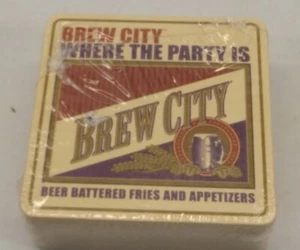 BREW CITY
WHERE THE PARTY IS
BREW CITY
BEER BATTERED FRIES AND APPETIZERS